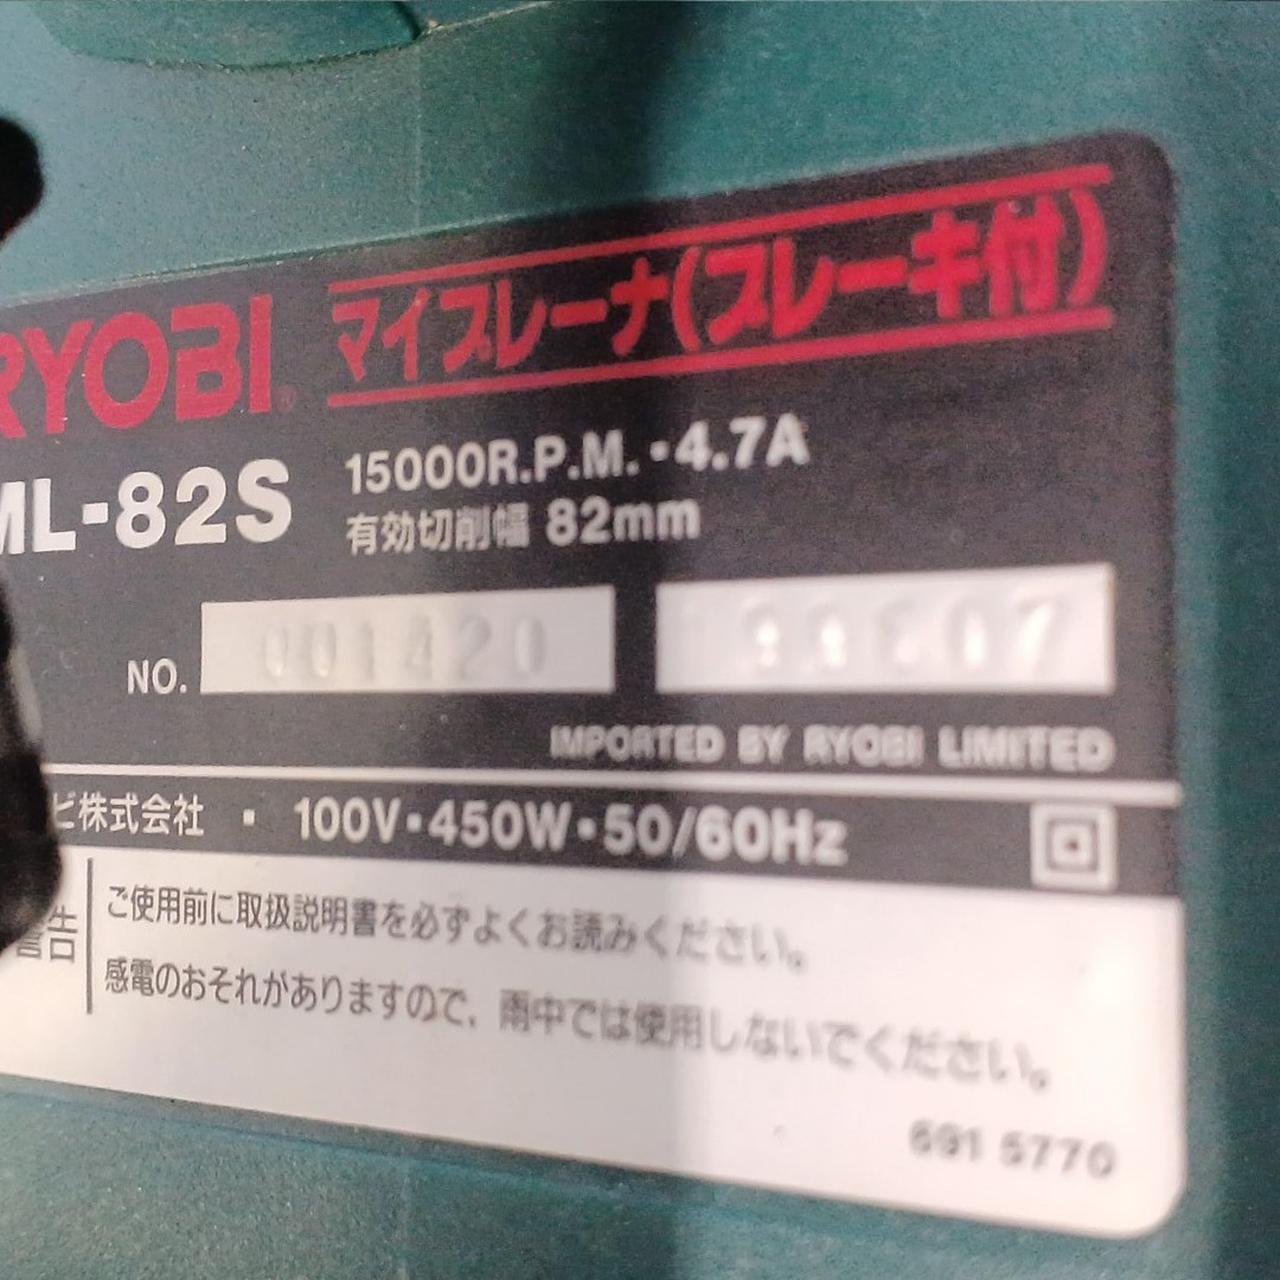 RYOBI マイプレーナ(ブレーキ付)
ML-82S 15000R.P.M.・4.7A
有効切削幅 82mm
NO. 001420
IMPORTED BY RYOBI LIMITED
ビ株式会社 ・ 100V・450W・50/60Hz
警告 ご使用前に取扱説明書を必ずよくお読みください。
感電のおそれがありますので、雨中では使用しないでください。
691 5770